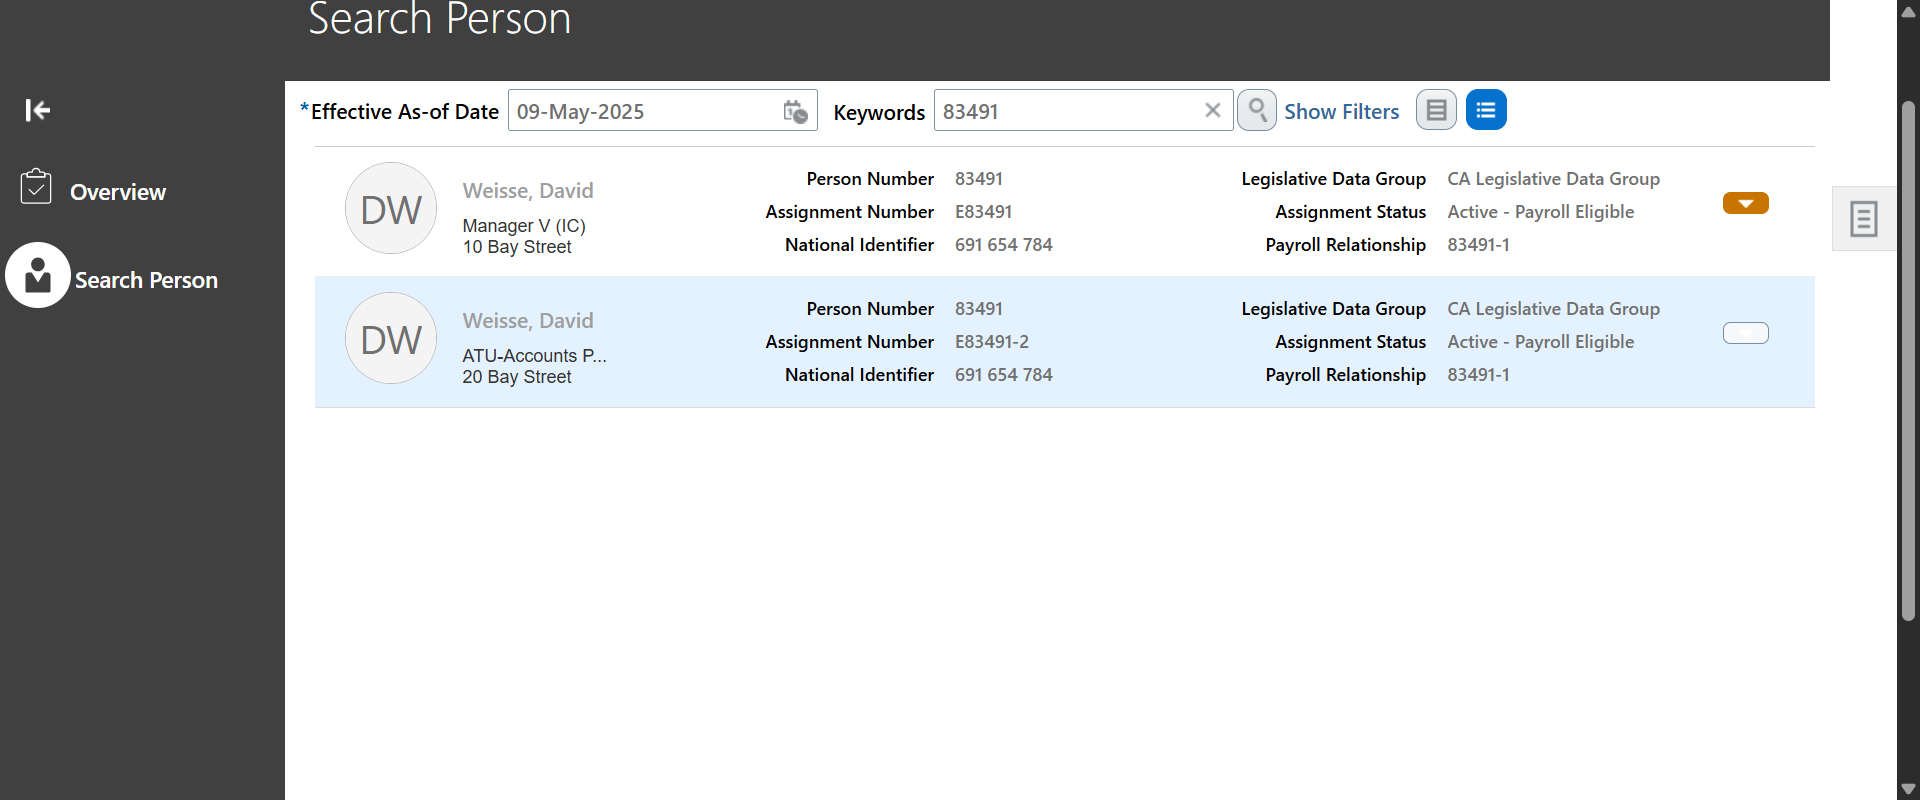 Search Person
*Effective As-of Date 09-May-2025 Keywords 83491 Show Filters
Overview
Search Person
DW
Weisse, David
Manager V (IC)
10 Bay Street
Person Number 83491
Assignment Number E83491
National Identifier 691 654 784
Legislative Data Group CA Legislative Data Group
Assignment Status Active - Payroll Eligible
Payroll Relationship 83491-1
DW
Weisse, David
ATU-Accounts P...
20 Bay Street
Person Number 83491
Assignment Number E83491-2
National Identifier 691 654 784
Legislative Data Group CA Legislative Data Group
Assignment Status Active - Payroll Eligible
Payroll Relationship 83491-1